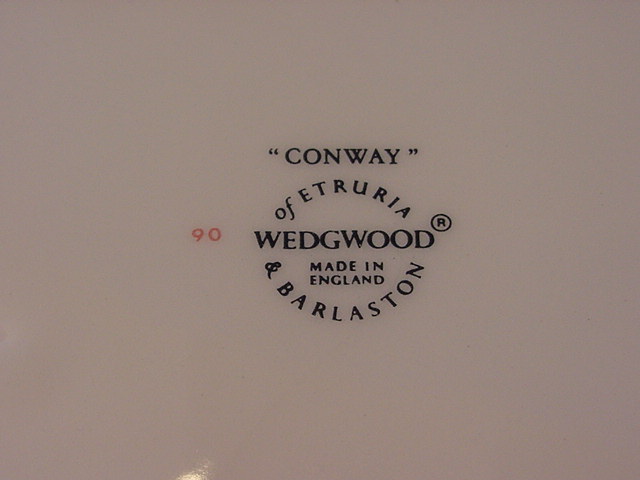 “CONWAY”
of ETRURIA
90
WEDGWOOD ®
MADE IN
ENGLAND
& BARLASTON